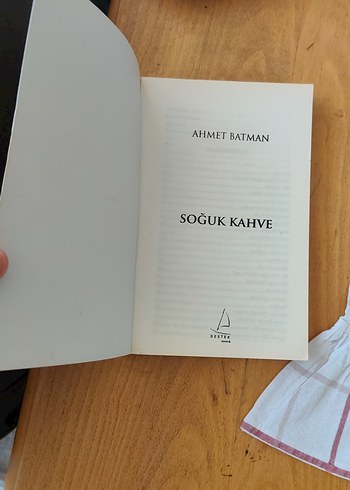 AHMET BATMAN
SOĞUK KAHVE
DESTEK